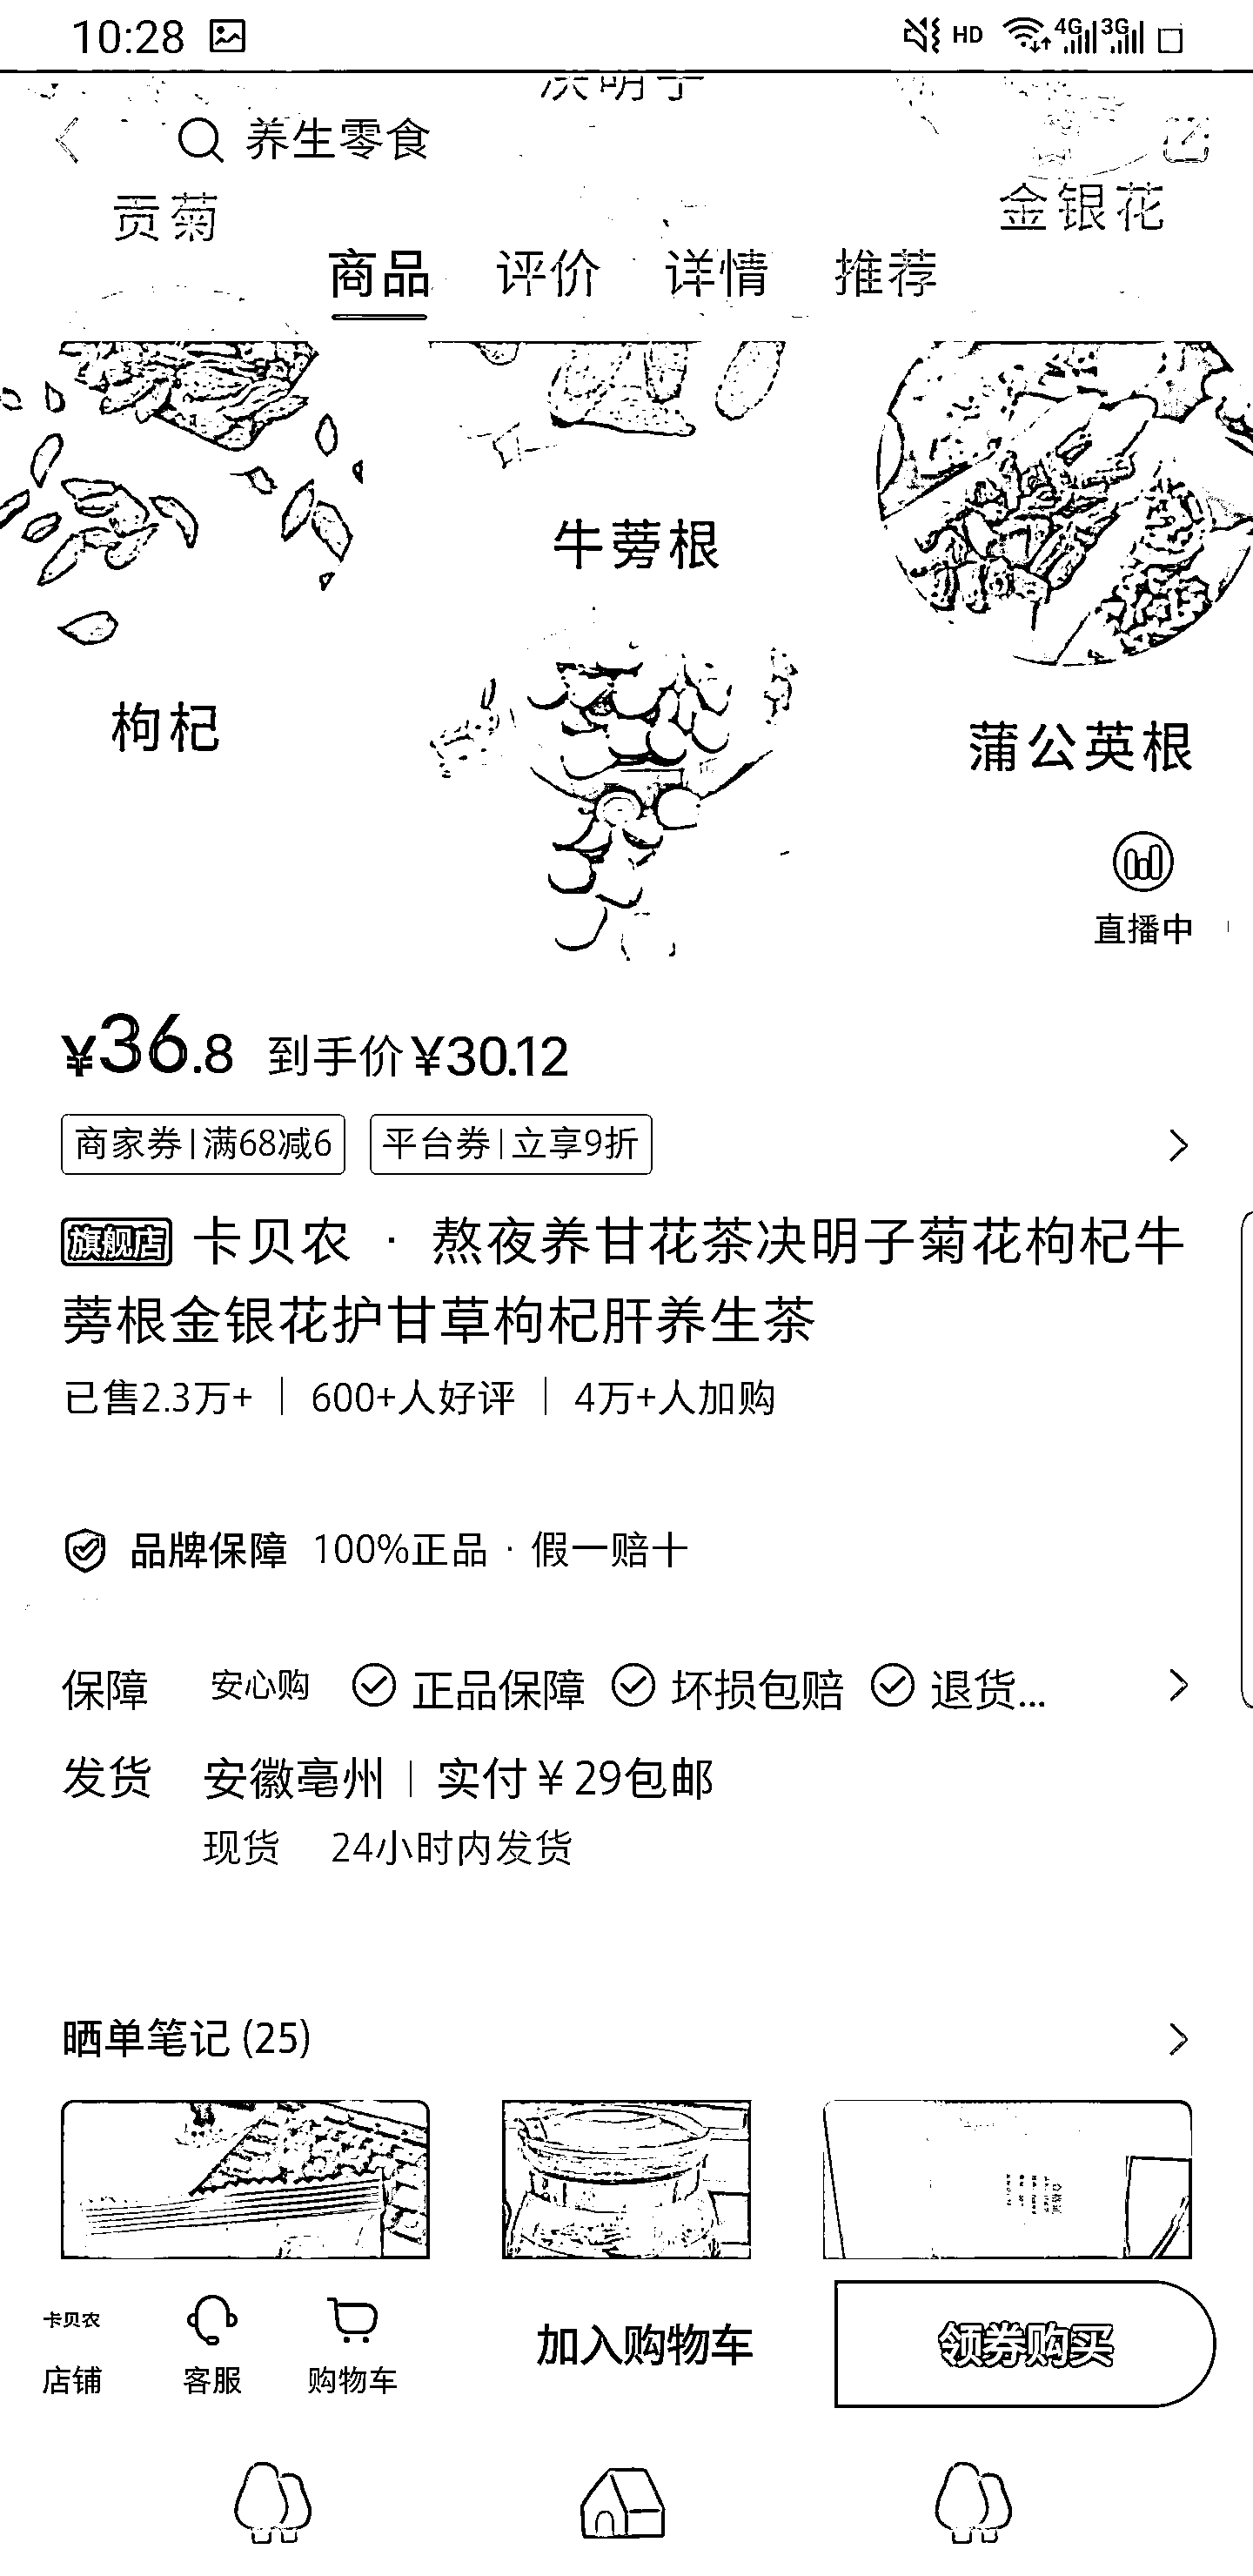 10:28 HD 4G 3G
决明子
养生零食
贡菊
金银花
商品 评价 详情 推荐
牛蒡根
枸杞
蒲公英根
直播中
¥36.8 到手价¥30.12
商家券|满68减6 平台券|立享9折
旗舰店 卡贝农 · 熬夜养甘花茶决明子菊花枸杞牛
蒡根金银花护甘草枸杞肝养生茶
已售2.3万+ | 600+人好评 | 4万+人加购
品牌保障 100%正品 · 假一赔十
保障 安心购 正品保障 坏损包赔 退货...
发货 安徽亳州 | 实付￥29包邮
现货 24小时内发货
晒单笔记 (25)
卡贝农
店铺 客服 购物车
加入购物车
领券购买